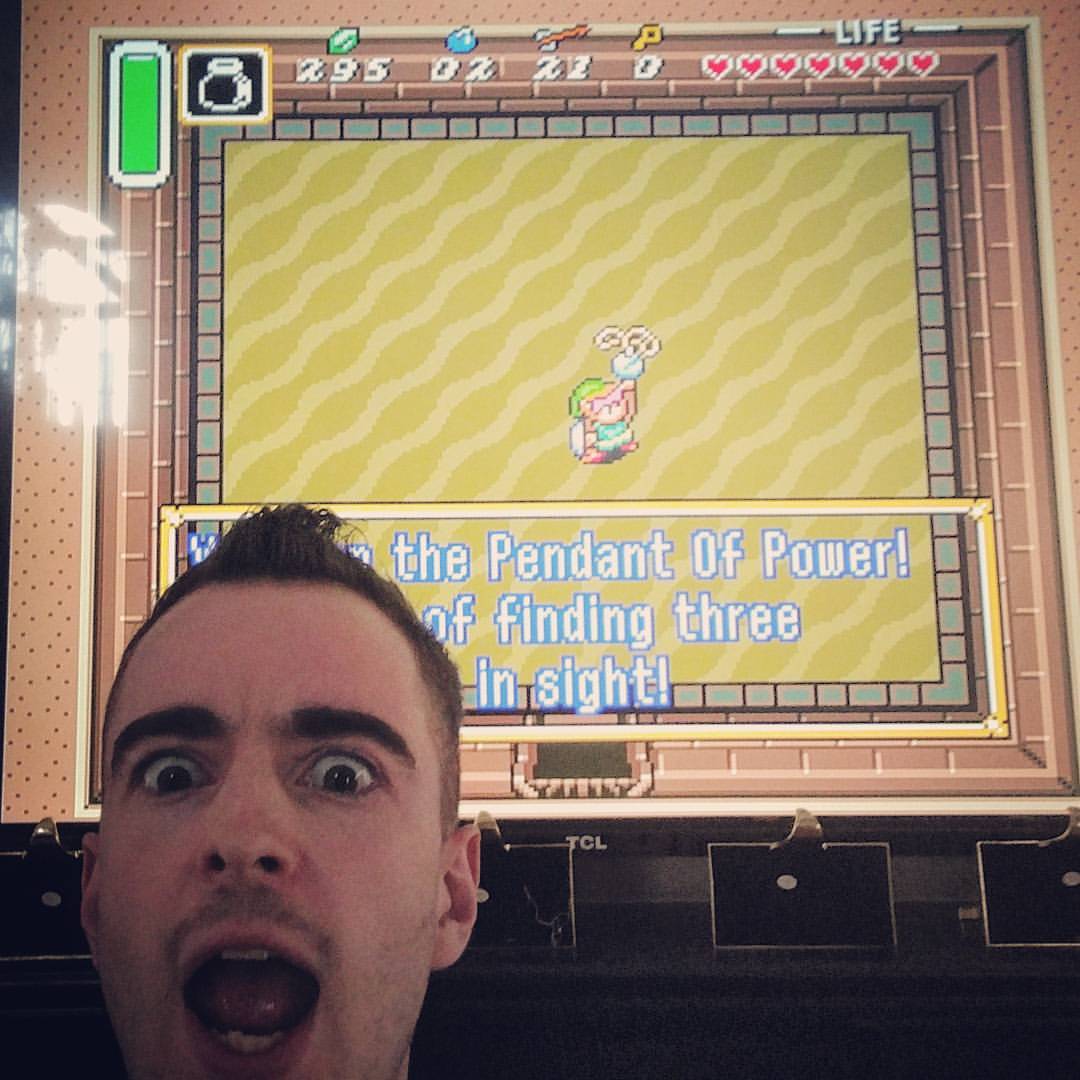 LIFE
295 02 21 0
the Pendant Of Power!
of finding three
in sight!
TCL